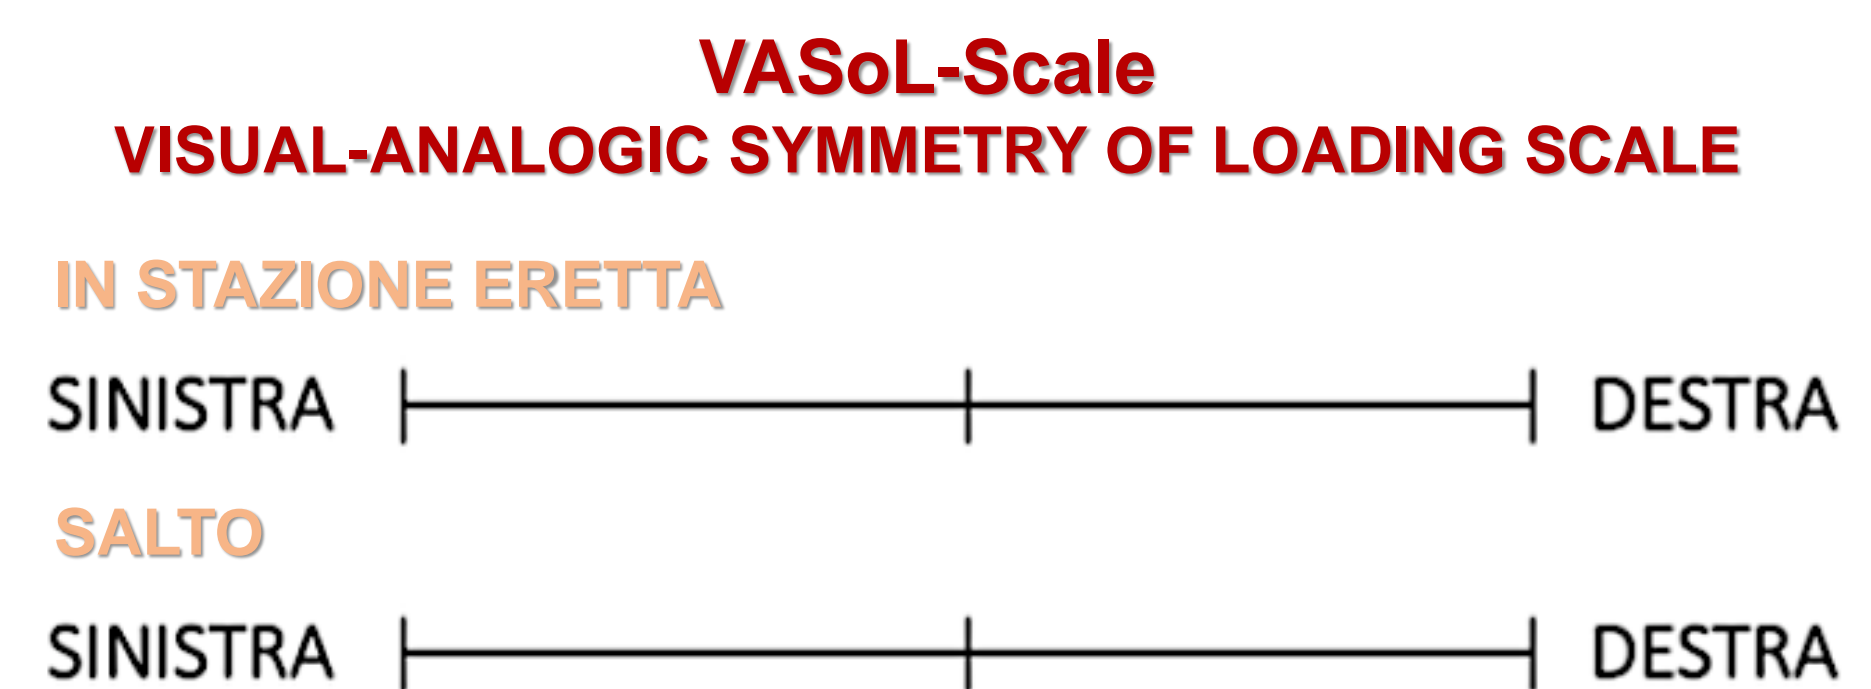 VASoL-Scale
VISUAL-ANALOGIC SYMMETRY OF LOADING SCALE
IN STAZIONE ERETTA
SINISTRA DESTRA
SALTO
SINISTRA DESTRA